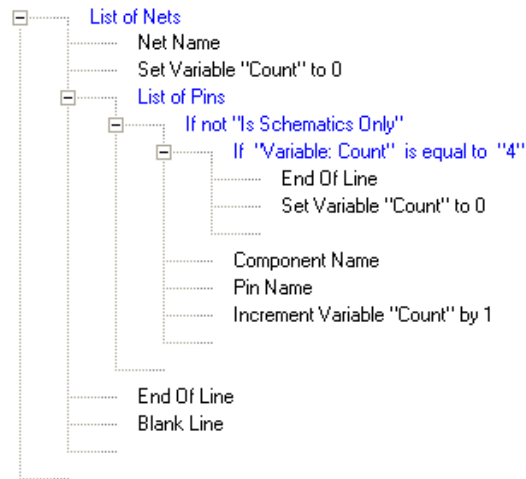 List of Nets
Net Name
Set Variable "Count" to 0
List of Pins
If not "Is Schematics Only"
If "Variable: Count" is equal to "4"
End Of Line
Set Variable "Count" to 0
Component Name
Pin Name
Increment Variable "Count" by 1
End Of Line
Blank Line